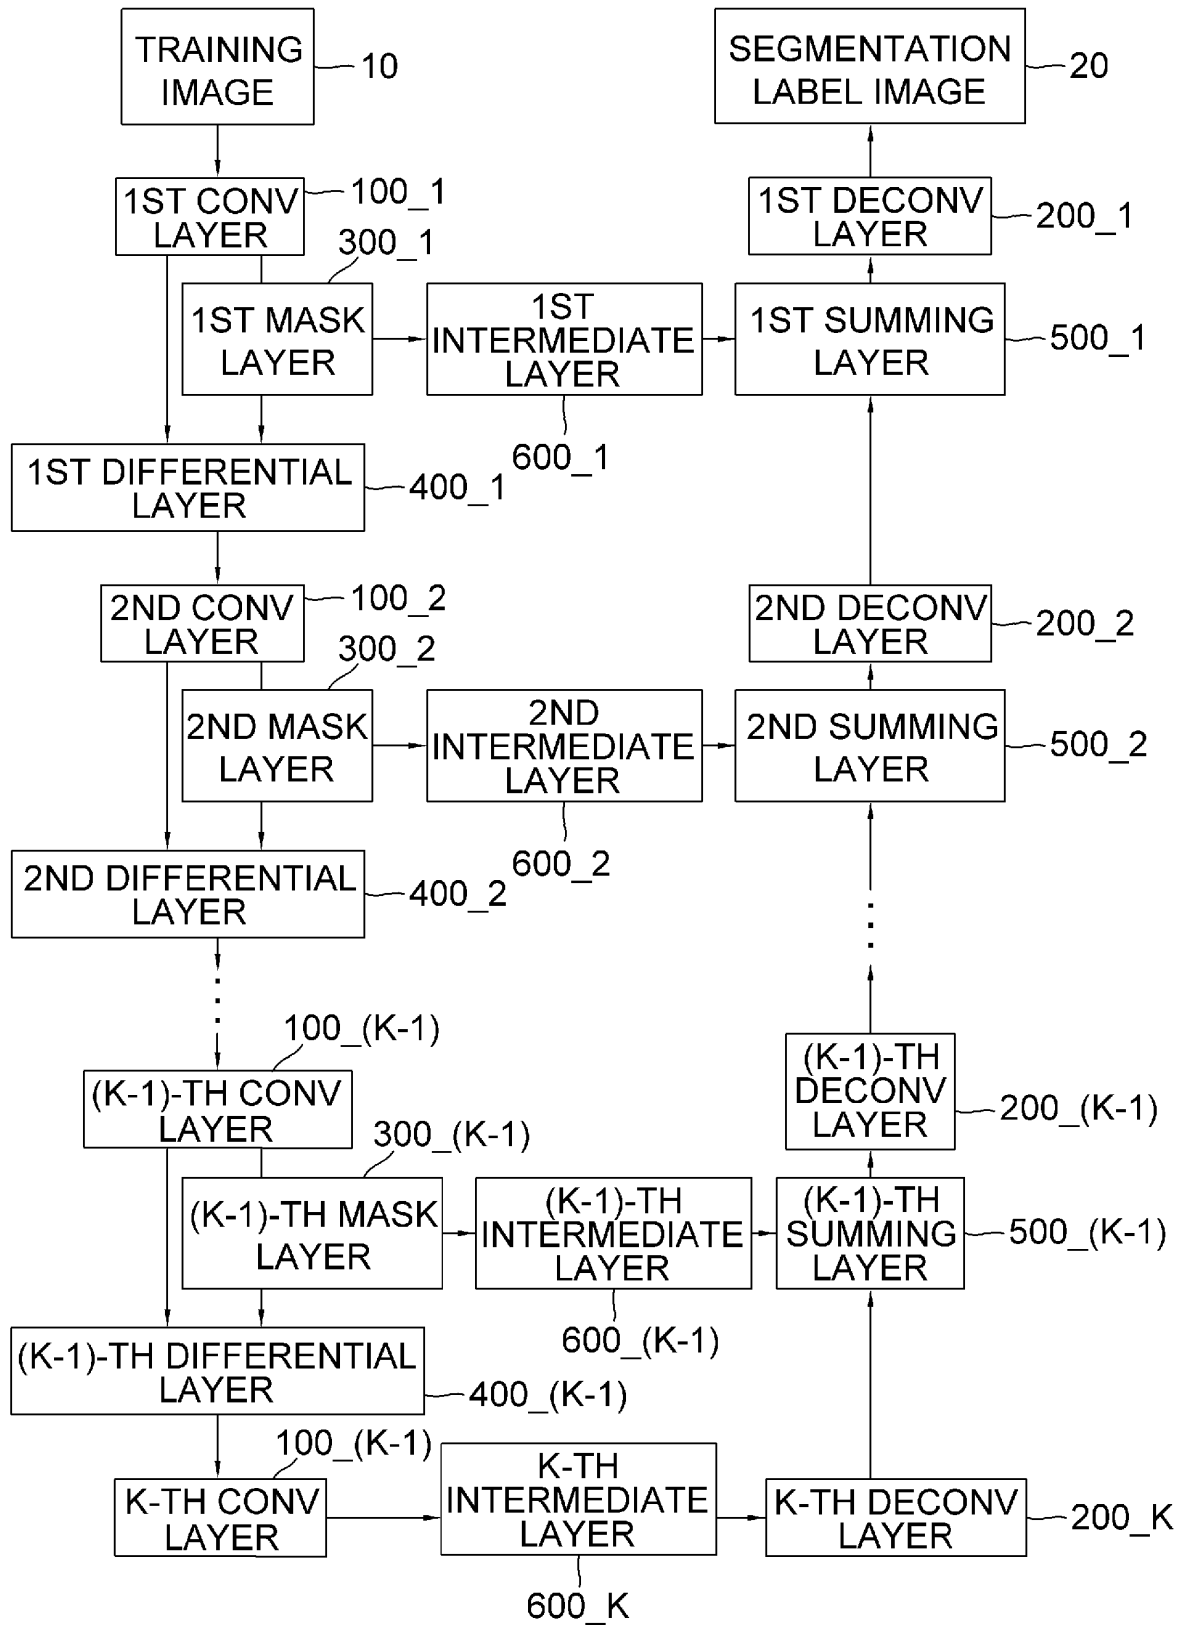 TRAINING
IMAGE
10
SEGMENTATION
LABEL IMAGE
20
1ST CONV
LAYER
100_1
1ST DECONV
LAYER
200_1
300_1
1ST MASK
LAYER
1ST
INTERMEDIATE
LAYER
600_1
1ST SUMMING
LAYER
500_1
1ST DIFFERENTIAL
LAYER
400_1
2ND CONV
LAYER
100_2
2ND DECONV
LAYER
200_2
300_2
2ND MASK
LAYER
2ND
INTERMEDIATE
LAYER
600_2
2ND SUMMING
LAYER
500_2
2ND DIFFERENTIAL
LAYER
400_2
100_(K-1)
(K-1)-TH CONV
LAYER
(K-1)-TH
DECONV
LAYER
200_(K-1)
300_(K-1)
(K-1)-TH MASK
LAYER
(K-1)-TH
INTERMEDIATE
LAYER
600_(K-1)
(K-1)-TH
SUMMING
LAYER
500_(K-1)
(K-1)-TH DIFFERENTIAL
LAYER
400_(K-1)
100_(K-1)
K-TH CONV
LAYER
K-TH
INTERMEDIATE
LAYER
600_K
K-TH DECONV
LAYER
200_K